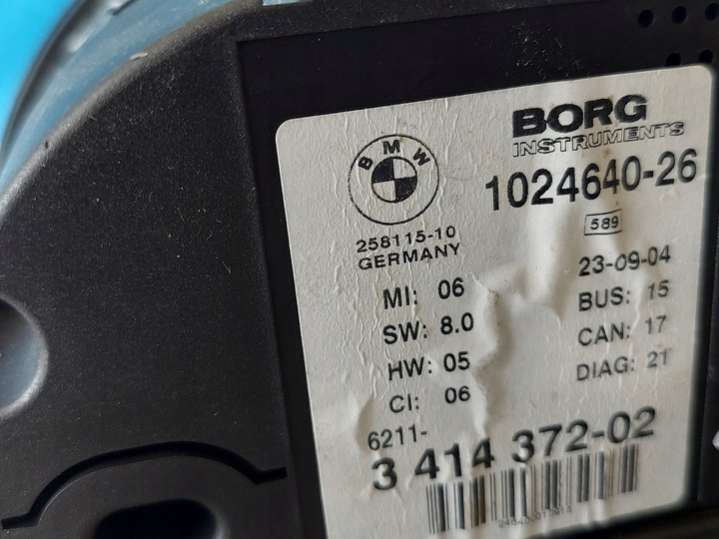 BORG
INSTRUMENTS
BMW
1024640-26
589
258115-10
GERMANY
23-09-04
MI: 06
BUS: 15
SW: 8.0
CAN: 17
HW: 05
DIAG: 21
CI: 06
6211-
3 414 372-02